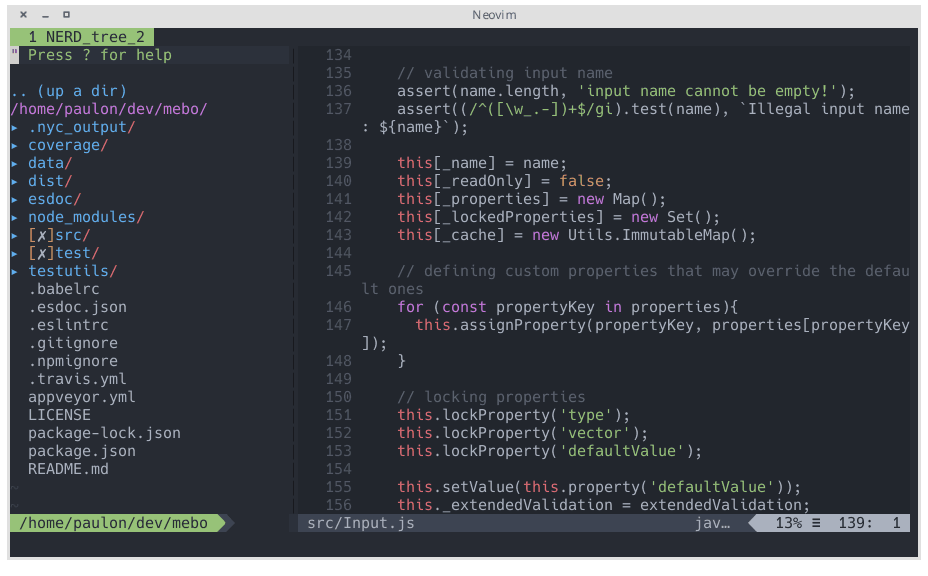 Neovim
1 NERD_tree_2
" Press ? for help
.. (up a dir)
/home/paulon/dev/mebo/
▸ .nyc_output/
▸ coverage/
▸ data/
▸ dist/
▸ esdoc/
▸ node_modules/
▸ [✗]src/
▸ [✗]test/
▸ testutils/
.babelrc
.esdoc.json
.eslintrc
.gitignore
.npmignore
.travis.yml
appveyor.yml
LICENSE
package-lock.json
package.json
README.md
~
~
/home/paulon/dev/mebo
134
135 // validating input name
136 assert(name.length, 'input name cannot be empty!');
137 assert((/^([\w_.-])+$/gi).test(name), `Illegal input name
: ${name}`);
138
139 this[_name] = name;
140 this[_readOnly] = false;
141 this[_properties] = new Map();
142 this[_lockedProperties] = new Set();
143 this[_cache] = new Utils.ImmutableMap();
144
145 // defining custom properties that may override the defau
lt ones
146 for (const propertyKey in properties){
147 this.assignProperty(propertyKey, properties[propertyKey
]);
148 }
149
150 // locking properties
151 this.lockProperty('type');
152 this.lockProperty('vector');
153 this.lockProperty('defaultValue');
154
155 this.setValue(this.property('defaultValue'));
156 this._extendedValidation = extendedValidation;
src/Input.js jav… 13% ≡ 139: 1